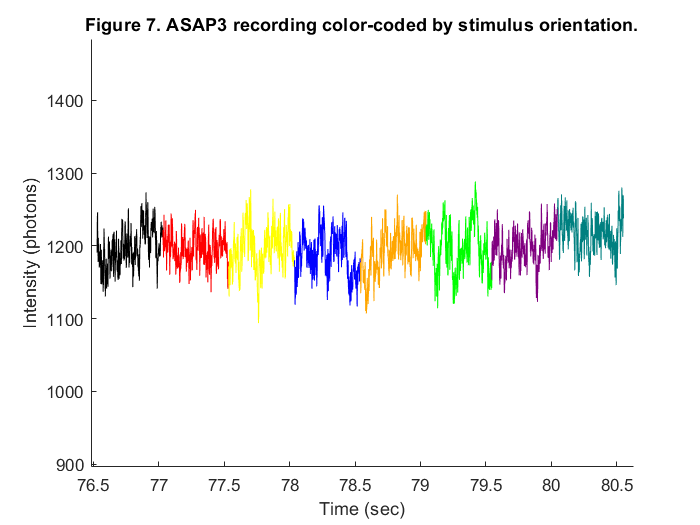 Figure 7. ASAP3 recording color-coded by stimulus orientation.
1400
1300
1200
1100
1000
900
Intensity (photons)
76.5 77 77.5 78 78.5 79 79.5 80 80.5
Time (sec)